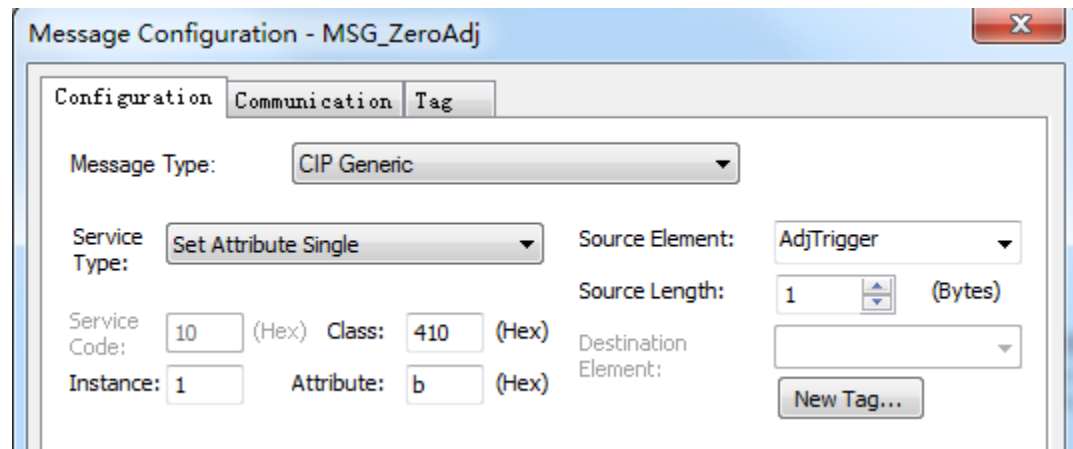 Message Configuration - MSG_ZeroAdj
Configuration Communication Tag
Message Type: CIP Generic
Service Type: Set Attribute Single
Source Element: AdjTrigger
Source Length: 1 (Bytes)
Service Code: 10 (Hex) Class: 410 (Hex)
Destination Element:
Instance: 1 Attribute: b (Hex)
New Tag...